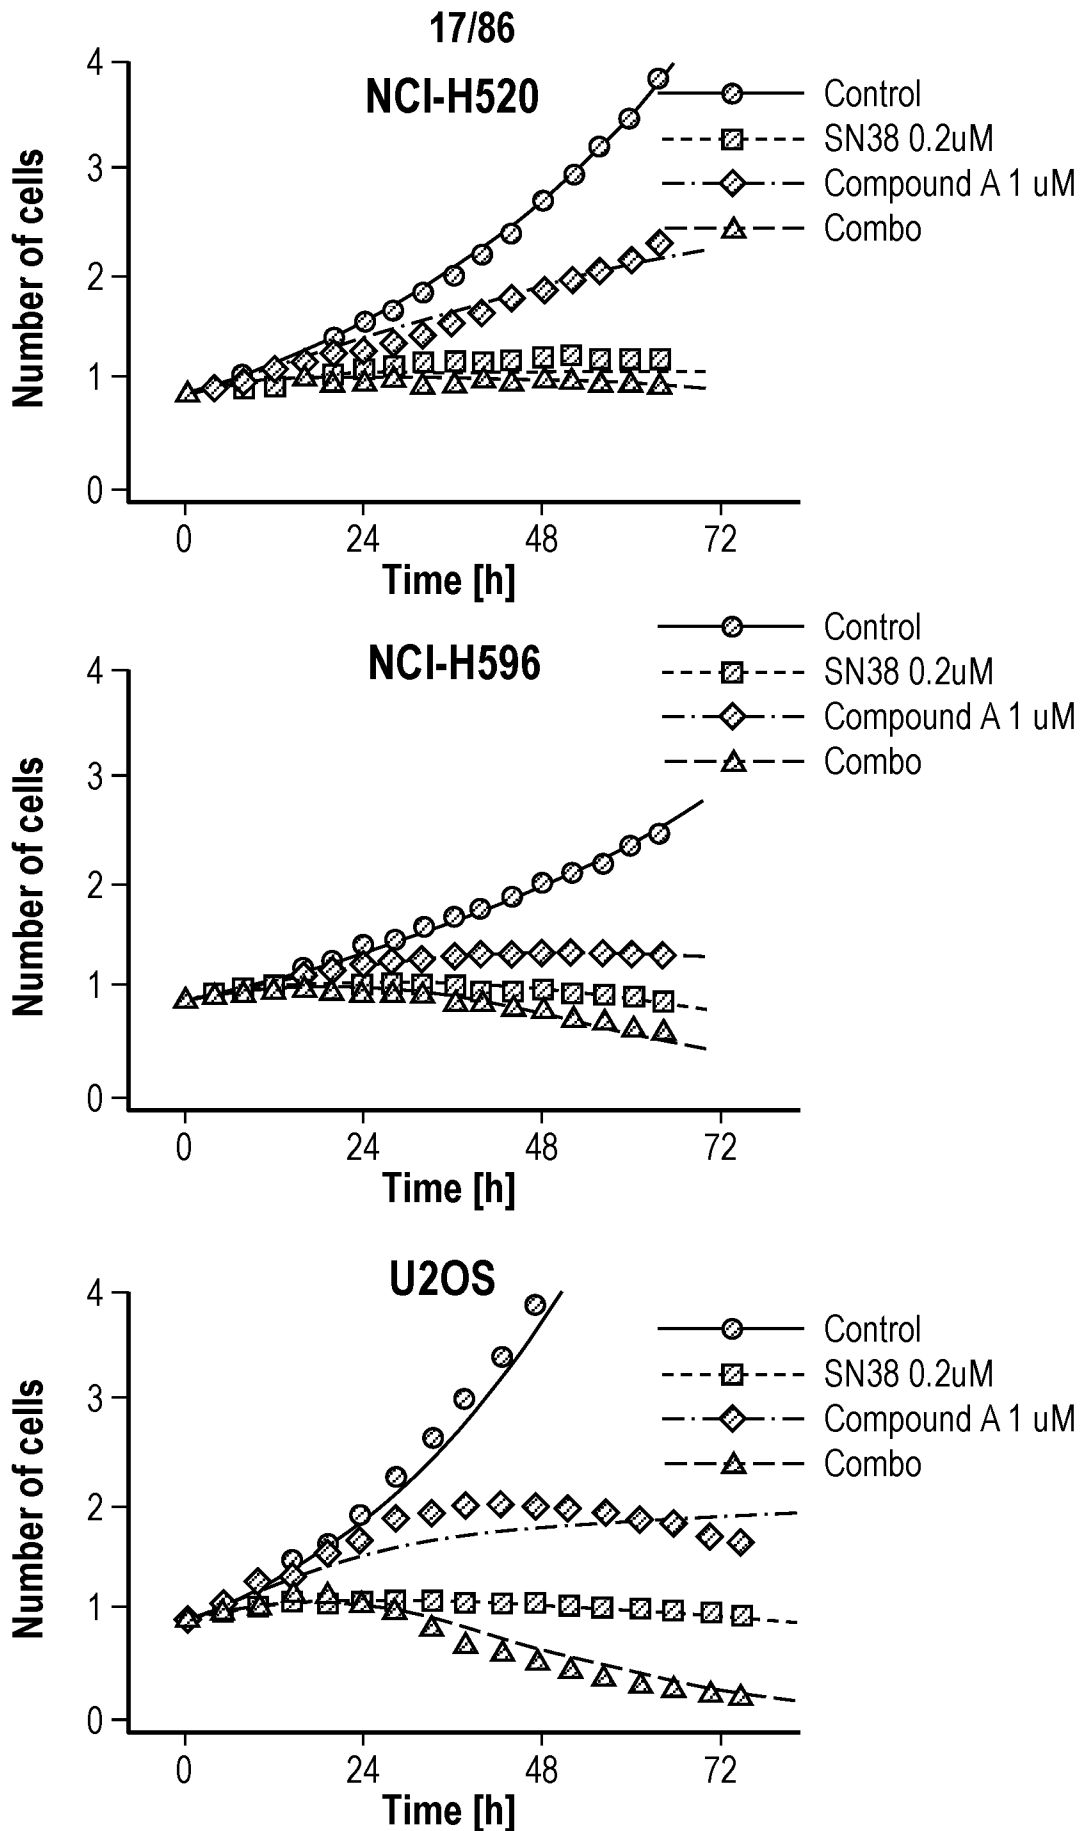 17/86
NCI-H520
4
3
2
1
0
Number of cells
0 24 48 72
Time [h]
Control
SN38 0.2uM
Compound A 1 uM
Combo
NCI-H596
4
3
2
1
0
Number of cells
0 24 48 72
Time [h]
Control
SN38 0.2uM
Compound A 1 uM
Combo
U2OS
4
3
2
1
0
Number of cells
0 24 48 72
Time [h]
Control
SN38 0.2uM
Compound A 1 uM
Combo